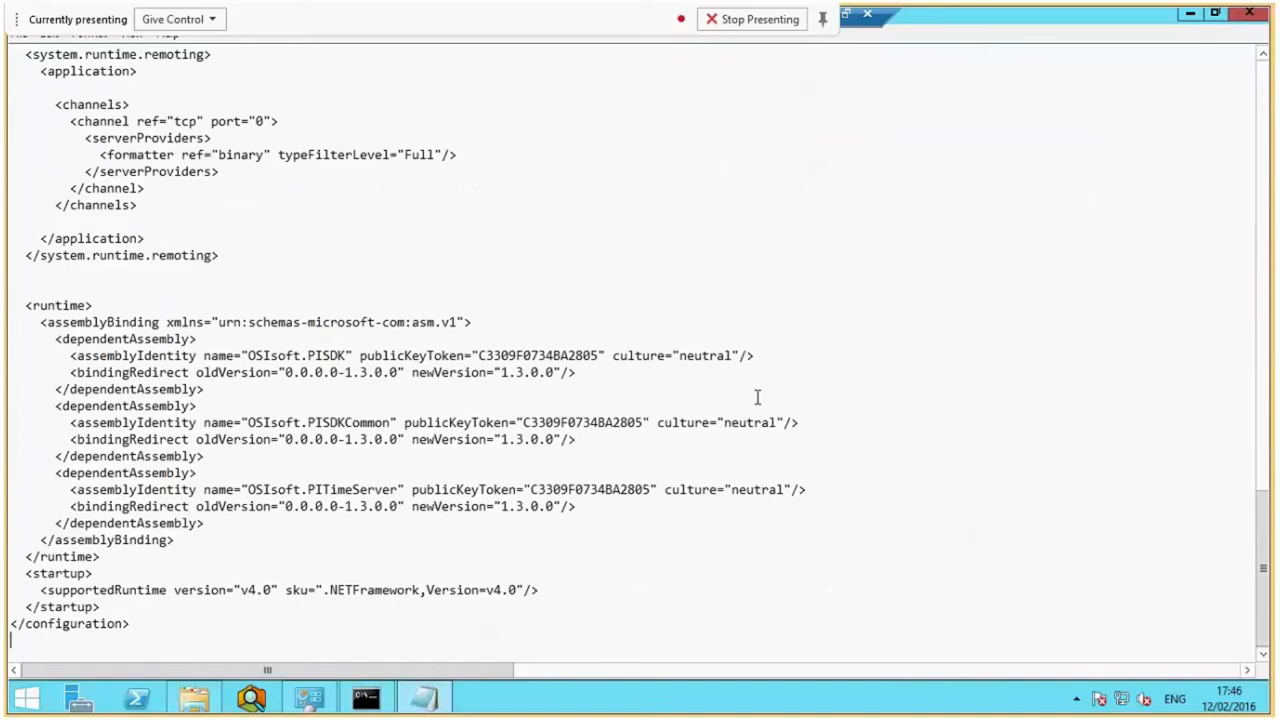 Currently presenting
Give Control
Stop Presenting
<system.runtime.remoting>
<application>
<channels>
<channel ref="tcp" port="0">
<serverProviders>
<formatter ref="binary" typeFilterLevel="Full"/>
</serverProviders>
</channel>
</channels>
</application>
</system.runtime.remoting>
<runtime>
<assemblyBinding xmlns="urn:schemas-microsoft-com:asm.v1">
<dependentAssembly>
<assemblyIdentity name="OSIsoft.PISDK" publicKeyToken="C3309F0734BA2805" culture="neutral"/>
<bindingRedirect oldVersion="0.0.0.0-1.3.0.0" newVersion="1.3.0.0"/>
</dependentAssembly>
<dependentAssembly>
<assemblyIdentity name="OSIsoft.PISDKCommon" publicKeyToken="C3309F0734BA2805" culture="neutral"/>
<bindingRedirect oldVersion="0.0.0.0-1.3.0.0" newVersion="1.3.0.0"/>
</dependentAssembly>
<dependentAssembly>
<assemblyIdentity name="OSIsoft.PITimeServer" publicKeyToken="C3309F0734BA2805" culture="neutral"/>
<bindingRedirect oldVersion="0.0.0.0-1.3.0.0" newVersion="1.3.0.0"/>
</dependentAssembly>
</assemblyBinding>
</runtime>
<startup>
<supportedRuntime version="v4.0" sku=".NETFramework,Version=v4.0"/>
</startup>
</configuration>
ENG
17:46
12/02/2016